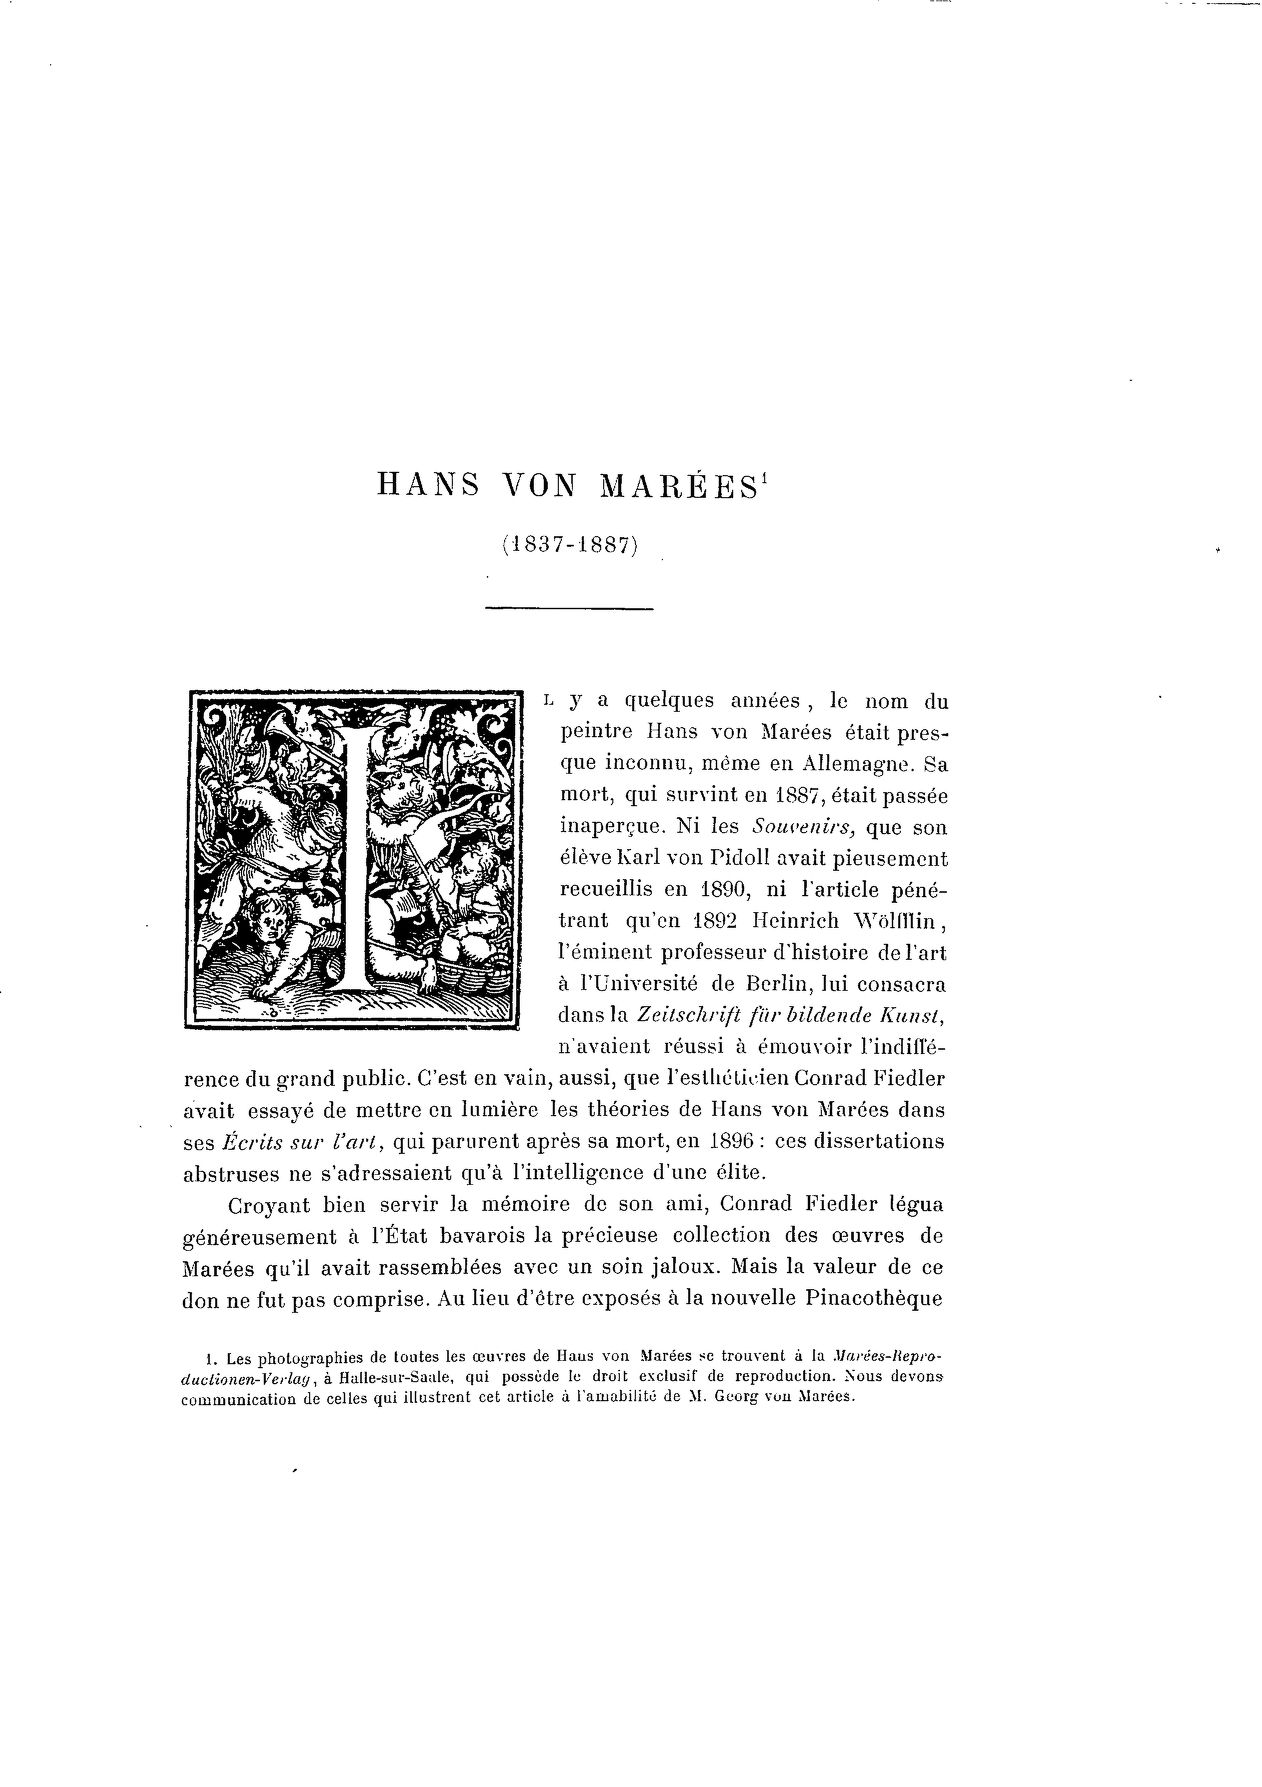 HANS VON MARÉES¹
(1837-1887)
IL y a quelques années, le nom du
peintre Hans von Marées était pres-
que inconnu, même en Allemagne. Sa
mort, qui survint en 1887, était passée
inaperçue. Ni les Souvenirs, que son
élève Karl von Pidoll avait pieusement
recueillis en 1890, ni l'article péné-
trant qu'en 1892 Heinrich Wölfflin,
l'éminent professeur d'histoire de l'art
à l'Université de Berlin, lui consacra
dans la Zeitschrift für bildende Kunst,
n'avaient réussi à émouvoir l'indiffé-
rence du grand public. C'est en vain, aussi, que l'esthéticien Conrad Fiedler
avait essayé de mettre en lumière les théories de Hans von Marées dans
ses Écrits sur l'art, qui parurent après sa mort, en 1896 : ces dissertations
abstruses ne s'adressaient qu'à l'intelligence d'une élite.
Croyant bien servir la mémoire de son ami, Conrad Fiedler légua
généreusement à l'État bavarois la précieuse collection des œuvres de
Marées qu'il avait rassemblées avec un soin jaloux. Mais la valeur de ce
don ne fut pas comprise. Au lieu d'être exposés à la nouvelle Pinacothèque
1. Les photographies de toutes les œuvres de Hans von Marées se trouvent à la Marées-Repro-
ductionen-Verlag, à Halle-sur-Saale, qui possède le droit exclusif de reproduction. Nous devons
communication de celles qui illustrent cet article à l'amabilité de M. Georg von Marées.